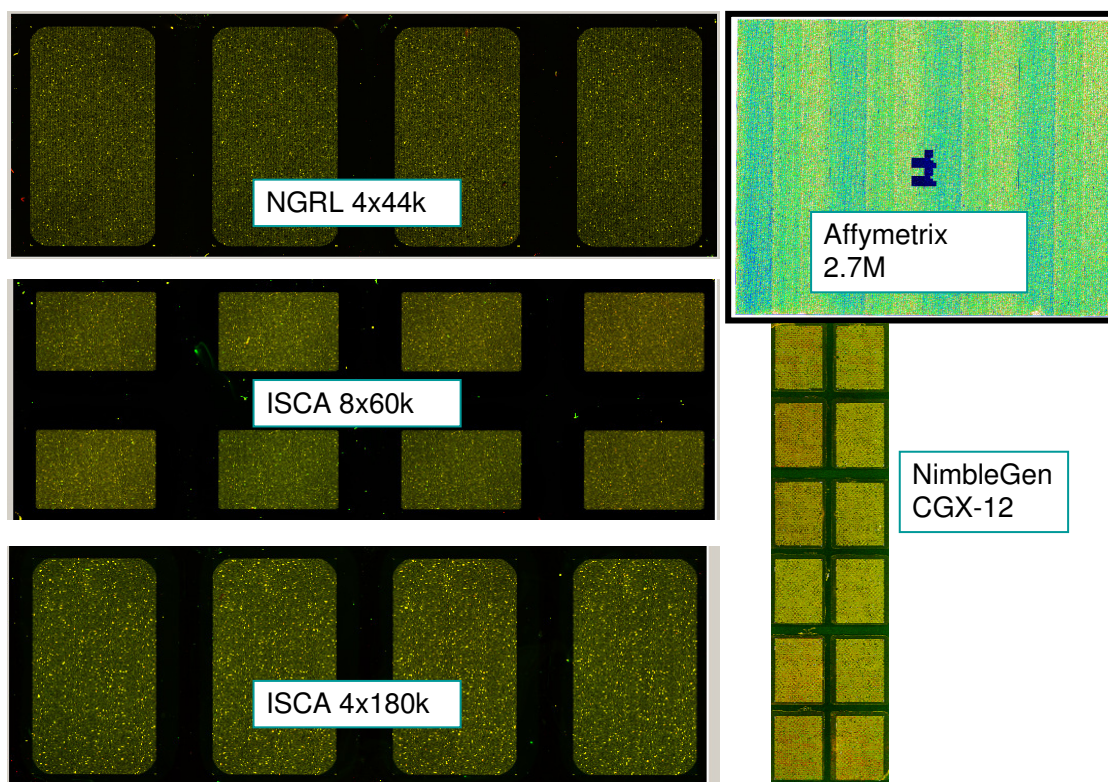 NGRL 4x44k
Affymetrix
2.7M
ISCA 8x60k
NimbleGen
CGX-12
ISCA 4x180k